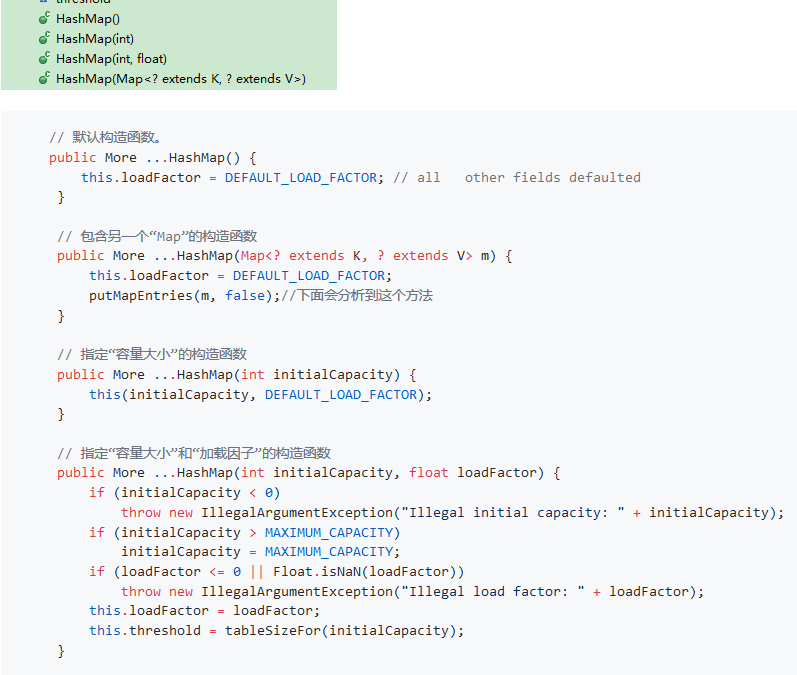 threshold
HashMap()
HashMap(int)
HashMap(int, float)
HashMap(Map<? extends K, ? extends V>)
// 默认构造函数。
public More ...HashMap() {
this.loadFactor = DEFAULT_LOAD_FACTOR; // all   other fields defaulted
}
// 包含另一个“Map”的构造函数
public More ...HashMap(Map<? extends K, ? extends V> m) {
this.loadFactor = DEFAULT_LOAD_FACTOR;
putMapEntries(m, false);//下面会分析到这个方法
}
// 指定“容量大小”的构造函数
public More ...HashMap(int initialCapacity) {
this(initialCapacity, DEFAULT_LOAD_FACTOR);
}
// 指定“容量大小”和“加载因子”的构造函数
public More ...HashMap(int initialCapacity, float loadFactor) {
if (initialCapacity < 0)
throw new IllegalArgumentException("Illegal initial capacity: " + initialCapacity);
if (initialCapacity > MAXIMUM_CAPACITY)
initialCapacity = MAXIMUM_CAPACITY;
if (loadFactor <= 0 || Float.isNaN(loadFactor))
throw new IllegalArgumentException("Illegal load factor: " + loadFactor);
this.loadFactor = loadFactor;
this.threshold = tableSizeFor(initialCapacity);
}